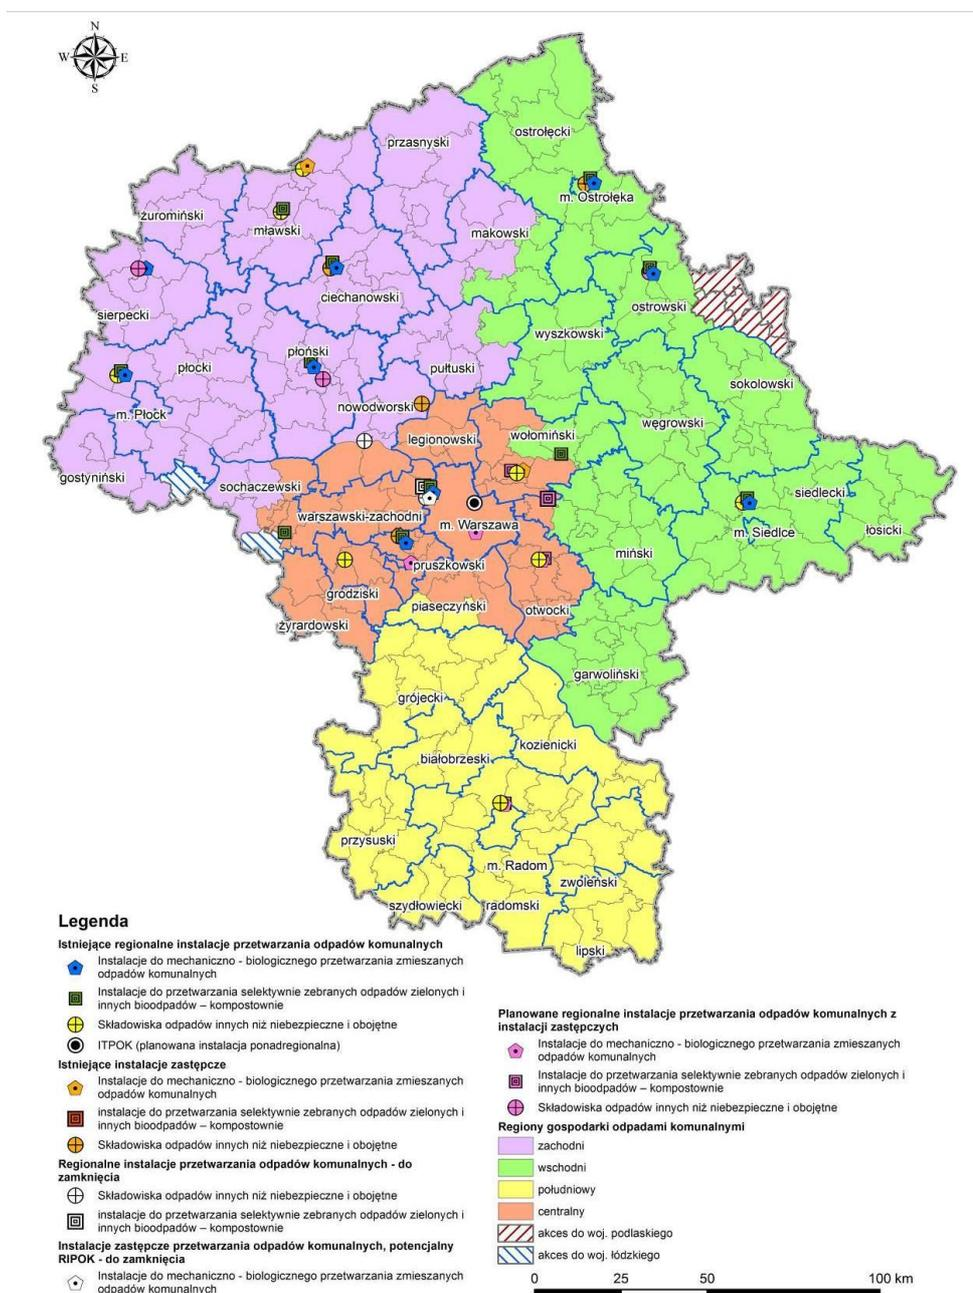 N
W
E
S
ostrołęcki
przasnyski
m. Ostrołęka
żuromiński
mławski
makowski
ciechanowski
ostrowski
sierpecki
wyszkowski
płoński
płocki
pułtuski
sokolowski
nowodworski
m. Płock
węgrowski
legionowski
wołomiński
gostyniński
sochaczewski
siedlecki
warszawski-zachodni
m. Warszawa
m. Siedlce
łosicki
miński
pruszkowski
grodziski
piaseczyński
otwocki
żyrardowski
garwoliński
grójecki
kozienicki
białobrzeski
przysuski
m. Radom
zwoleński
szydłowiecki
radomski
lipski
Legenda
Istniejące regionalne instalacje przetwarzania odpadów komunalnych
Instalacje do mechaniczno - biologicznego przetwarzania zmieszanych
odpadów komunalnych
Instalacje do przetwarzania selektywnie zebranych odpadów zielonych i
innych bioodpadów – kompostownie
Składowiska odpadów innych niż niebezpieczne i obojętne
ITPOK (planowana instalacja ponadregionalna)
Istniejące instalacje zastępcze
Instalacje do mechaniczno - biologicznego przetwarzania zmieszanych
odpadów komunalnych
instalacje do przetwarzania selektywnie zebranych odpadów zielonych i
innych bioodpadów – kompostownie
Składowiska odpadów innych niż niebezpieczne i obojętne
Regionalne instalacje przetwarzania odpadów komunalnych - do
zamknięcia
Składowiska odpadów innych niż niebezpieczne i obojętne
instalacje do przetwarzania selektywnie zebranych odpadów zielonych i
innych bioodpadów – kompostownie
Instalacje zastępcze przetwarzania odpadów komunalnych, potencjalny
RIPOK - do zamknięcia
Instalacje do mechaniczno - biologicznego przetwarzania zmieszanych
odpadów komunalnych
Planowane regionalne instalacje przetwarzania odpadów komunalnych z
instalacji zastępczych
Instalacje do mechaniczno - biologicznego przetwarzania zmieszanych
odpadów komunalnych
Instalacje do przetwarzania selektywnie zebranych odpadów zielonych i
innych bioodpadów – kompostownie
Składowiska odpadów innych niż niebezpieczne i obojętne
Regiony gospodarki odpadami komunalnymi
zachodni
wschodni
południowy
centralny
akces do woj. podlaskiego
akces do woj. łódzkiego
0 25 50 100 km